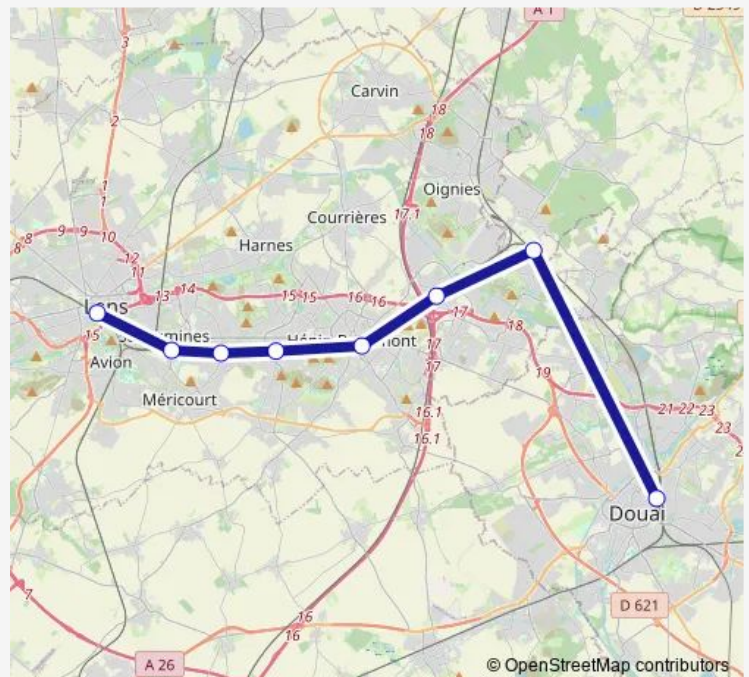 A 1
Carvin
18
18
Oignies
17.1
Courrières
Harnes
3
2
1
1
8 8 9 9 10
12
11
13 14
15 15
16 16
17
18
Lens
15
Avion
Méricourt
17
17
19
16.1
16.1
21 22 23
23
Douai
D 621
7
16
16
A 26
© OpenStreetMap contributors